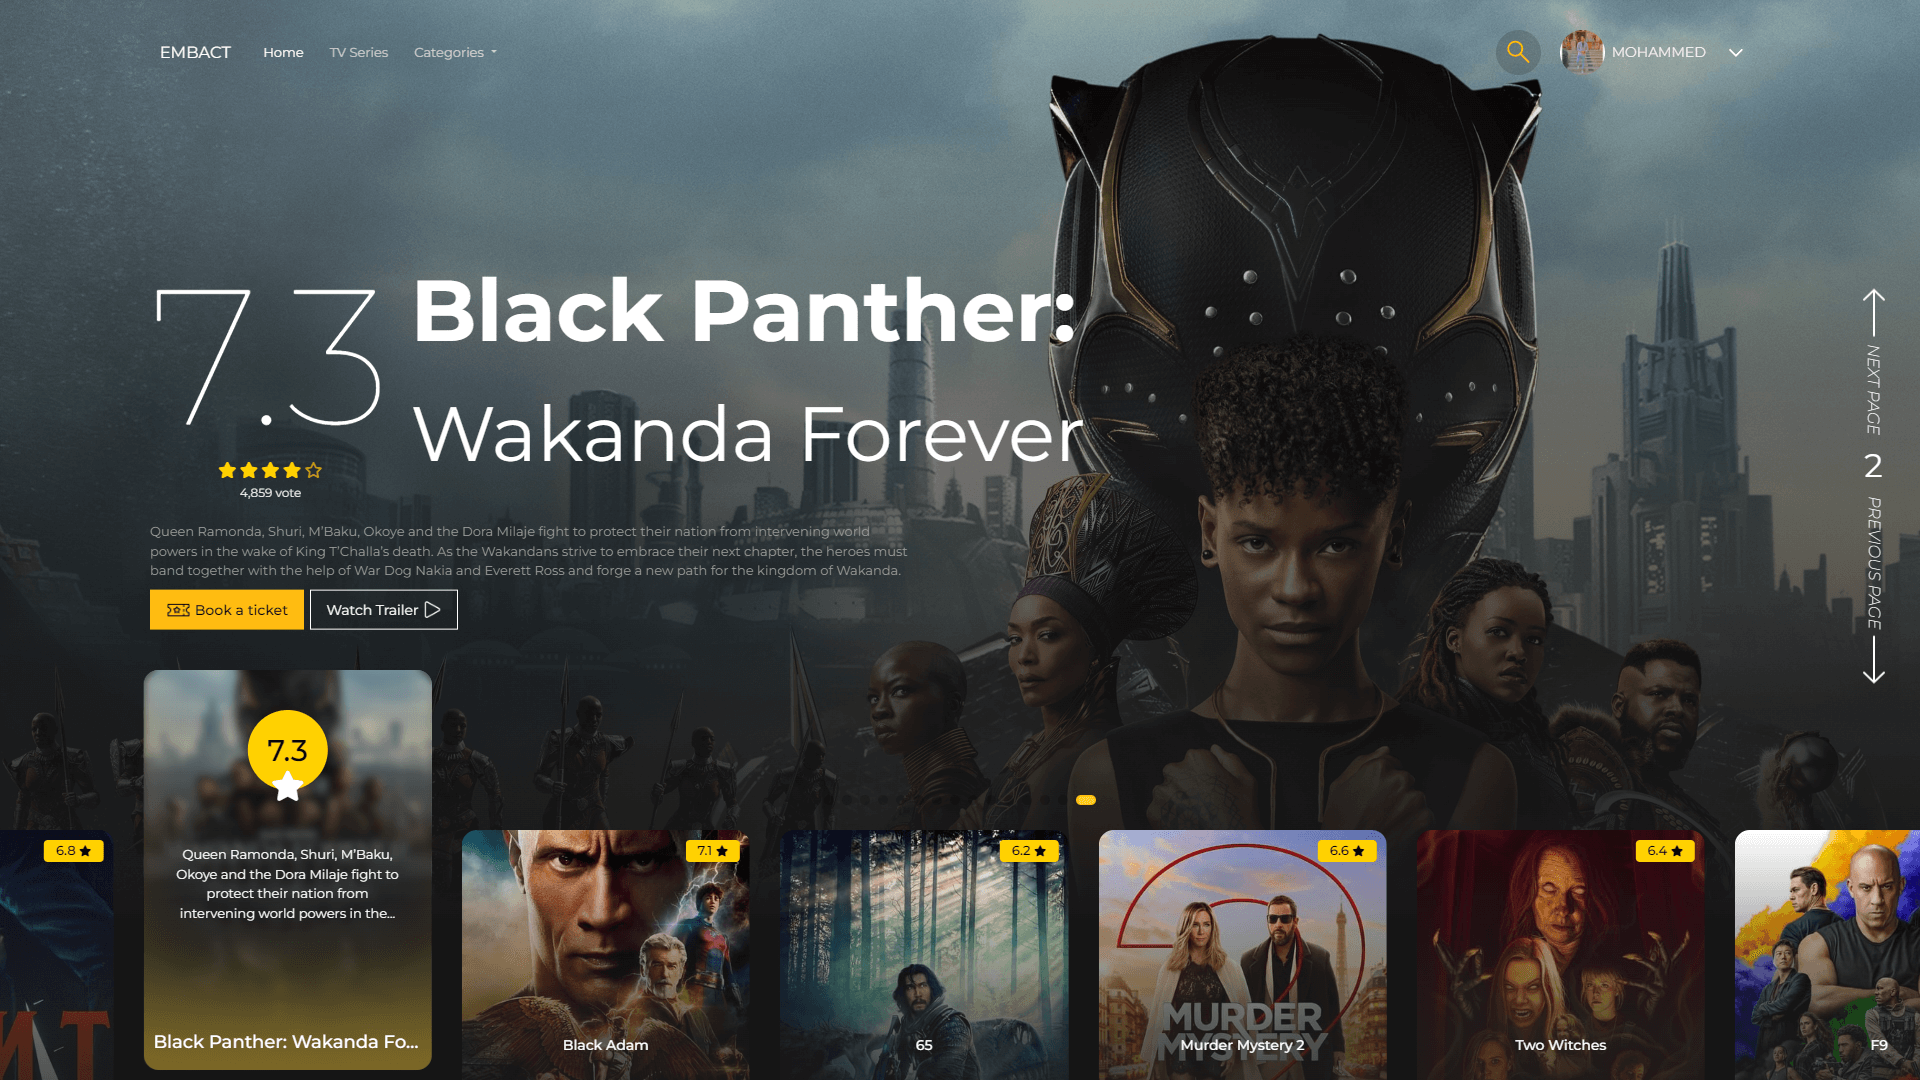 EMBACT
Home
TV Series
Categories
MOHAMMED
7.3
Black Panther:
Wakanda Forever
4,859 vote
Queen Ramonda, Shuri, M’Baku, Okoye and the Dora Milaje fight to protect their nation from intervening world
powers in the wake of King T’Challa’s death. As the Wakandans strive to embrace their next chapter, the heroes must
band together with the help of War Dog Nakia and Everett Ross and forge a new path for the kingdom of Wakanda.
Book a ticket
Watch Trailer
NEXT PAGE
2
PREVIOUS PAGE
6.8
7.3
Queen Ramonda, Shuri, M’Baku,
Okoye and the Dora Milaje fight to
protect their nation from
intervening world powers in the...
Black Panther: Wakanda Fo...
7.1
Black Adam
6.2
65
6.6
MURDER
MYSTERY
Murder Mystery 2
6.4
Two Witches
F9